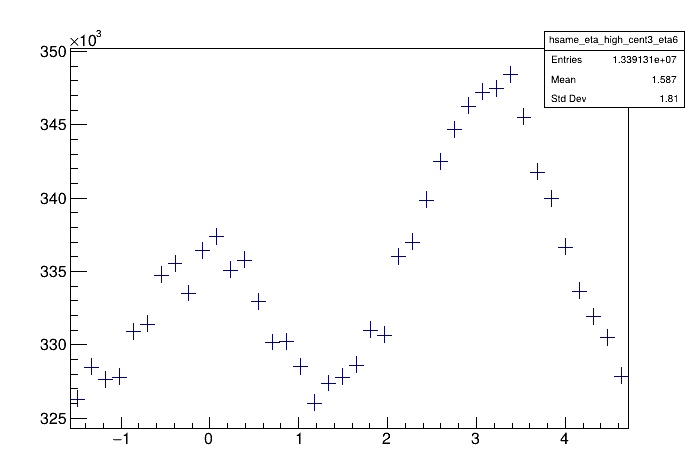 ×10³
hsame_eta_high_cent3_eta6
Entries 1.339131e+07
Mean 1.587
Std Dev 1.81
350
345
340
335
330
325
−1 0 1 2 3 4